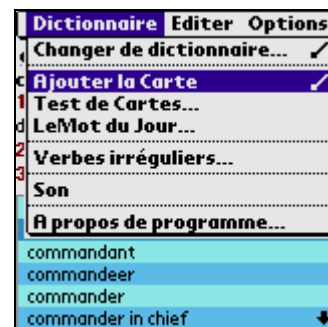 Dictionnaire Editer Options
Changer de dictionnaire...
Ajouter la Carte
Test de Cartes...
LeMot du Jour...
Verbes irréguliers...
Son
A propos de programme...
commandant
commandeer
commander
commander in chief